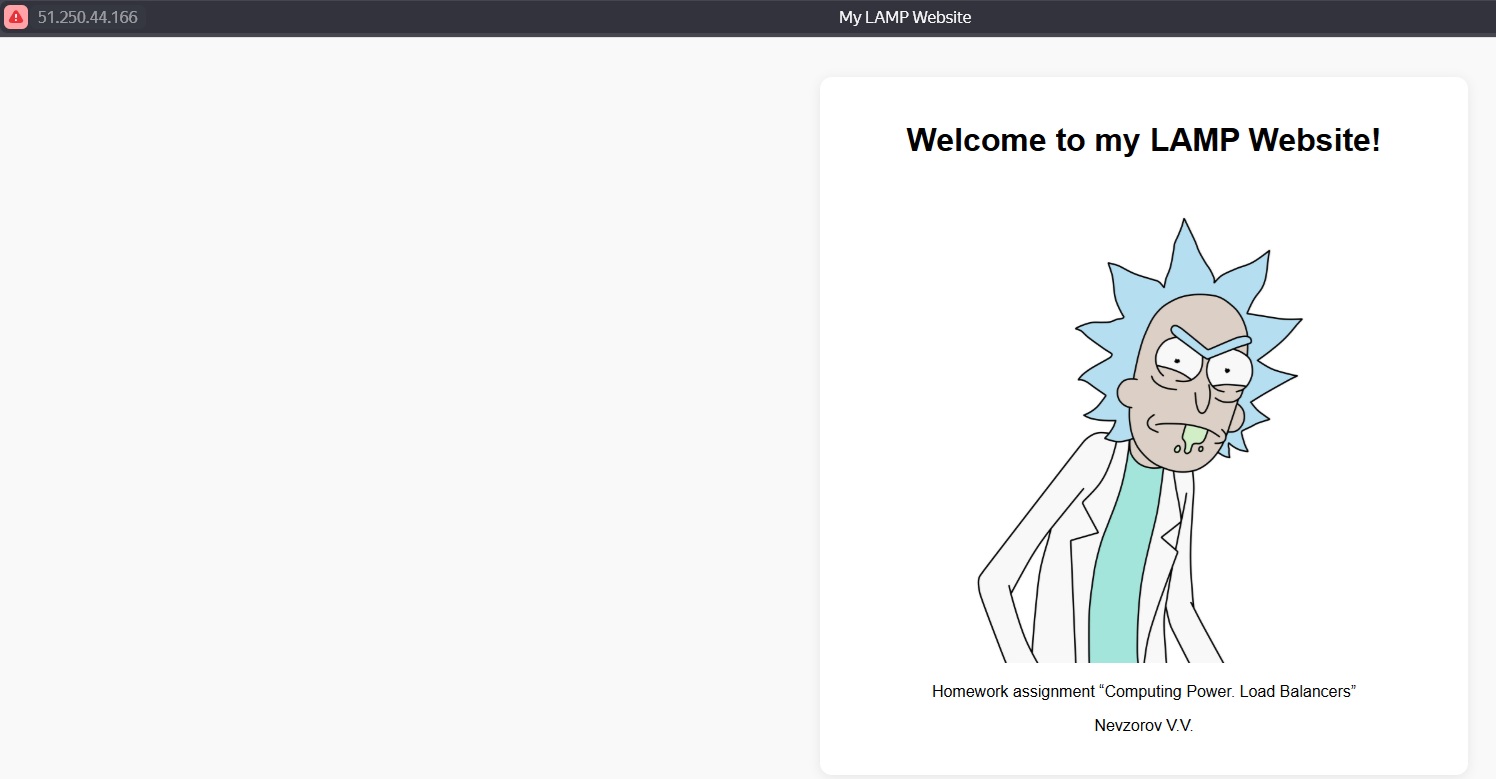 51.250.44.166
My LAMP Website
Welcome to my LAMP Website!
Homework assignment “Computing Power. Load Balancers”
Nevzorov V.V.